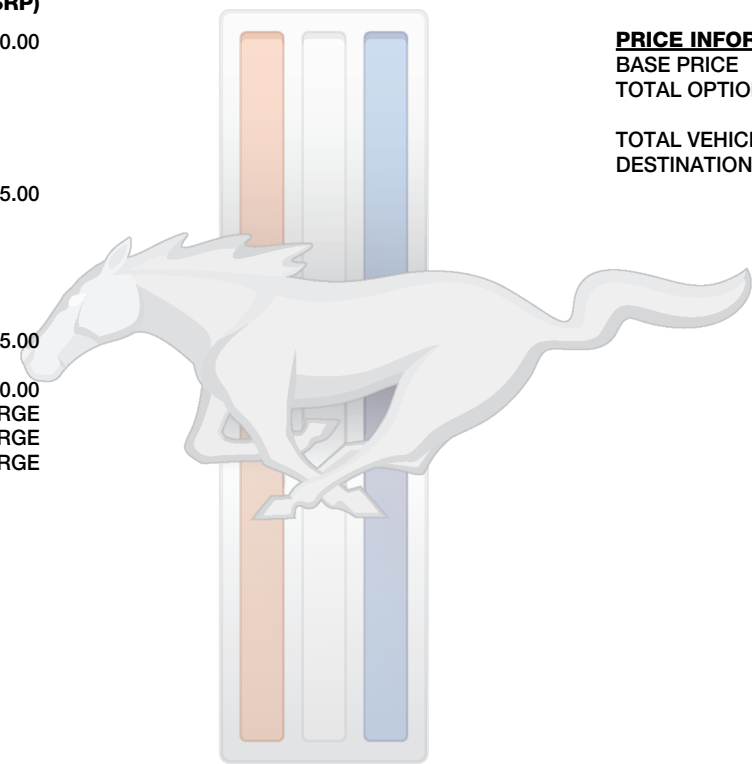 SRP)
0.00
5.00
5.00
0.00
RGE
RGE
RGE
PRICE INFOR
BASE PRICE
TOTAL OPTIO
TOTAL VEHIC
DESTINATION